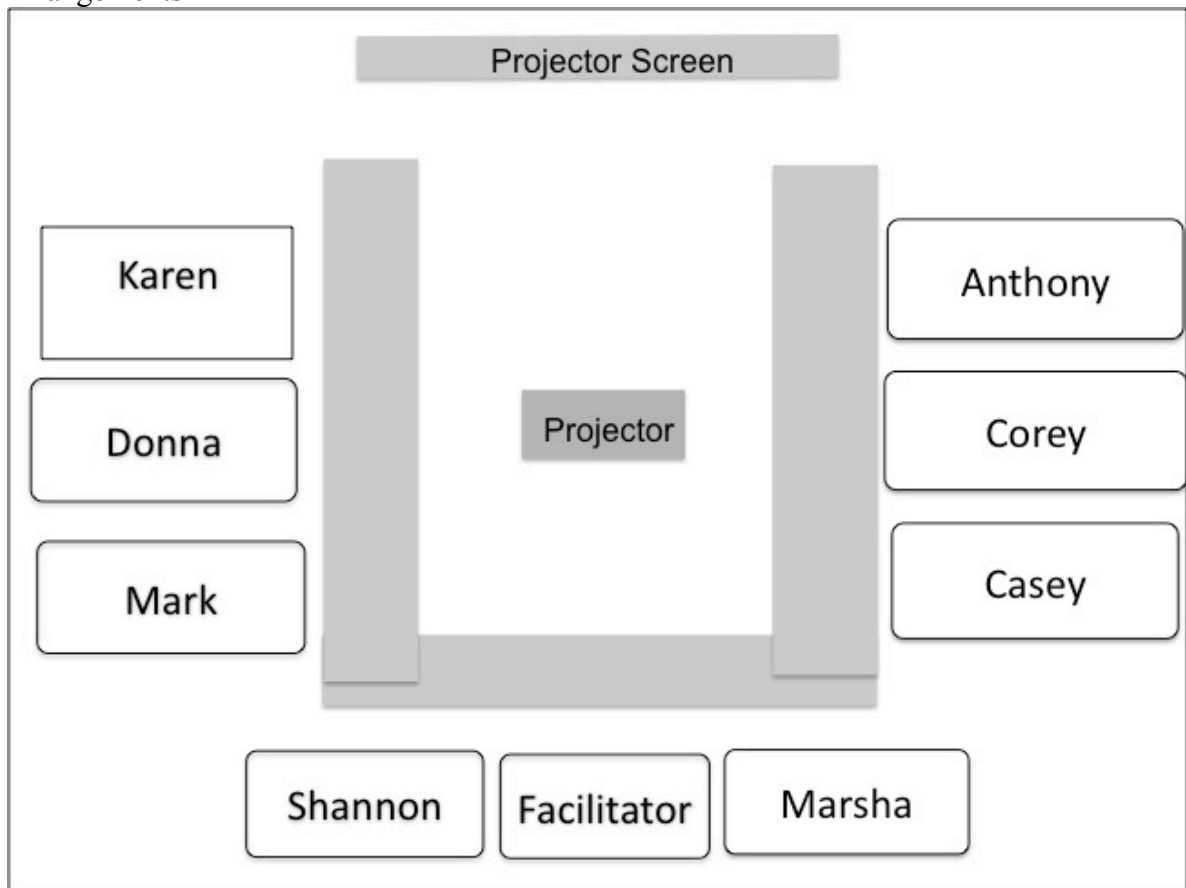 Projector Screen
Karen
Anthony
Donna
Projector
Corey
Mark
Casey
Shannon
Facilitator
Marsha